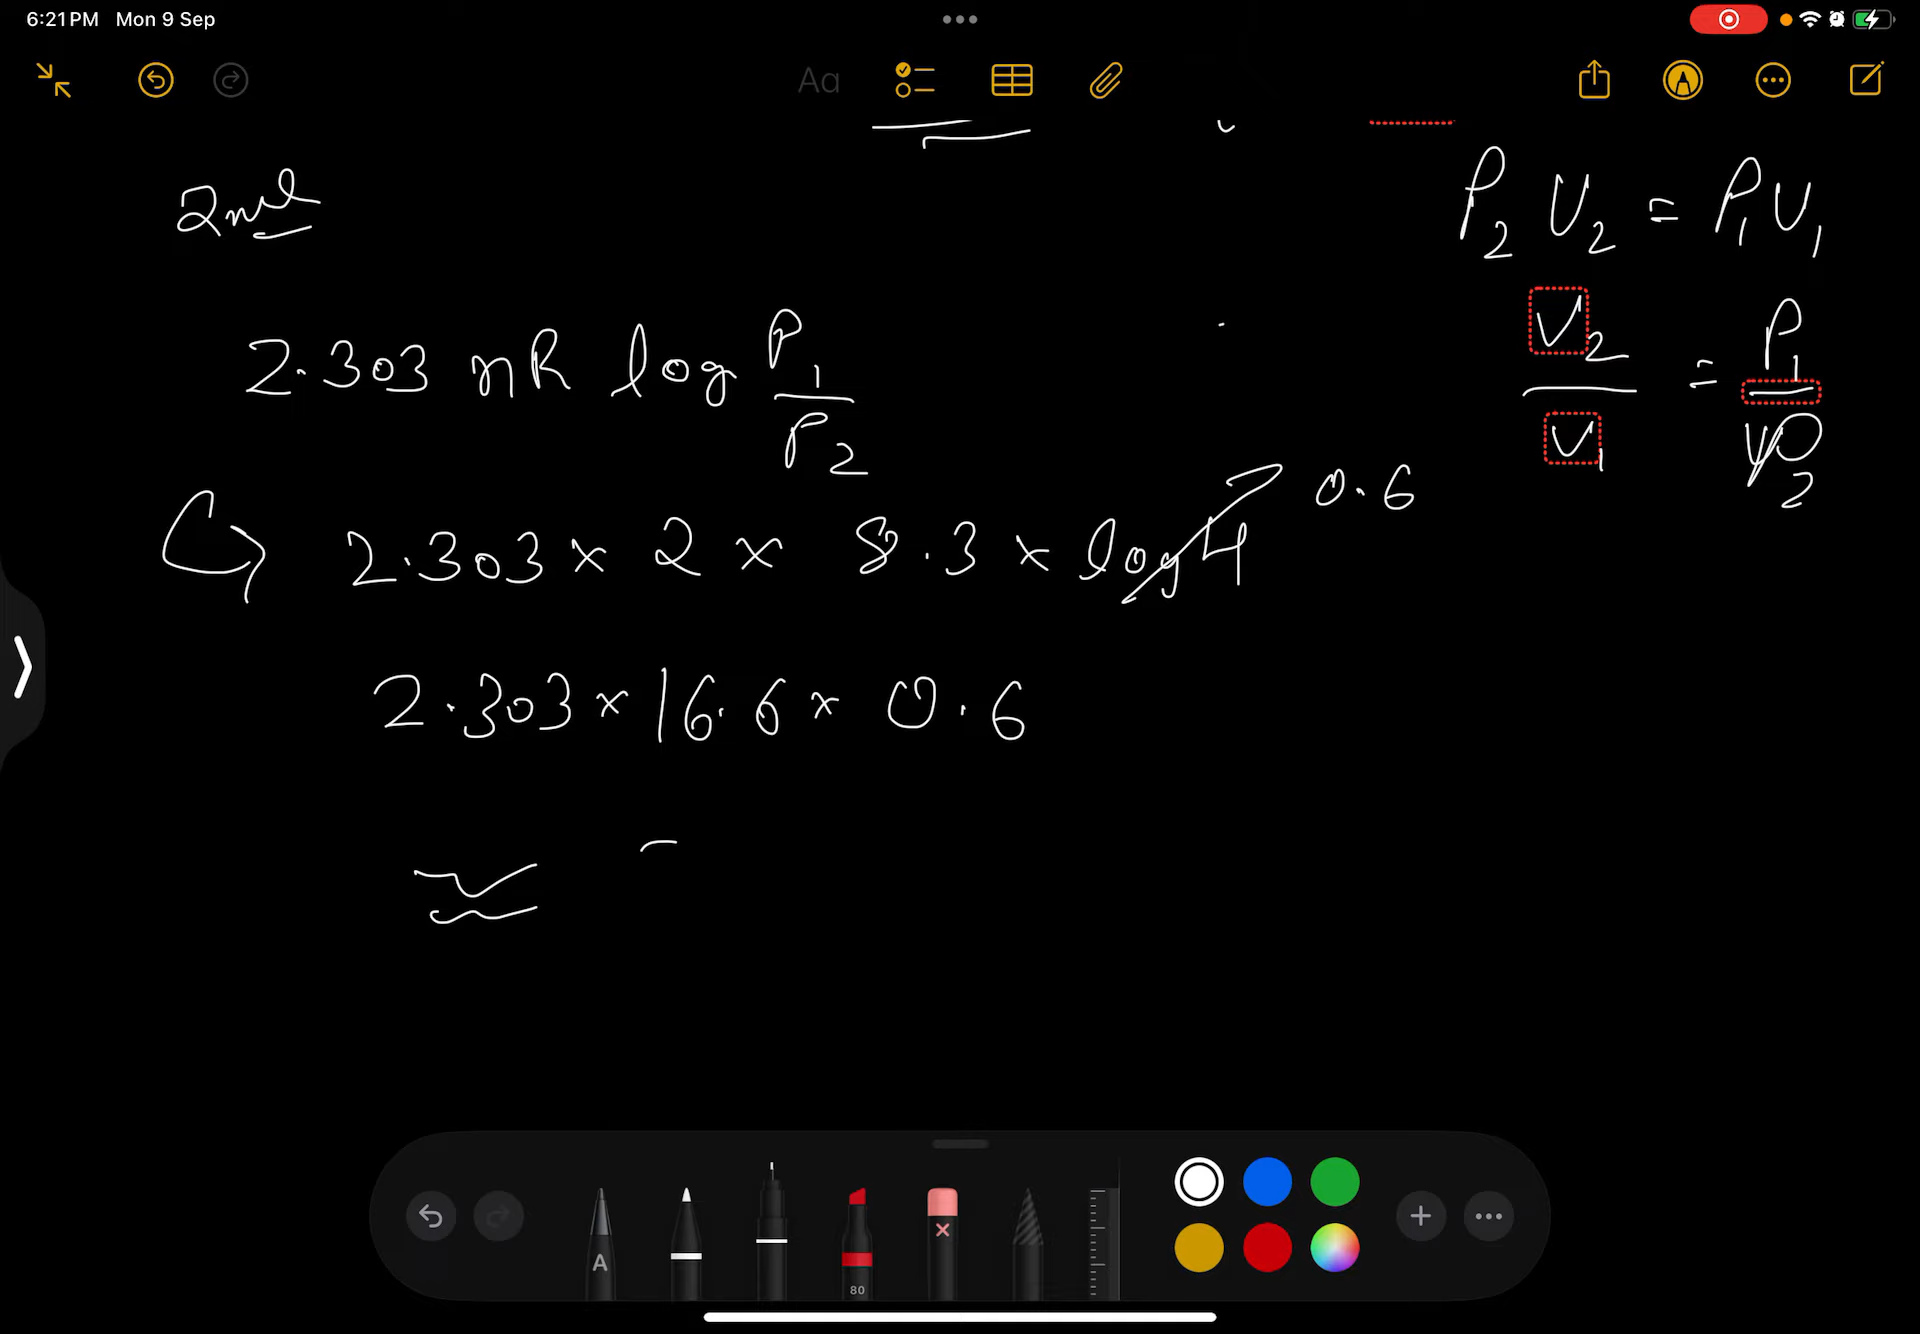 6:21 PM Mon 9 Sep
Aa
2nd
P₂ V₂ = P₁ V₁
V₂ / V₁ = P₁ / P₂
2.303 nR log P₁ / P₂
2.303 × 2 × 8.3 × log 4 0.6
2.303 × 16.6 × 0.6
≈
A
80